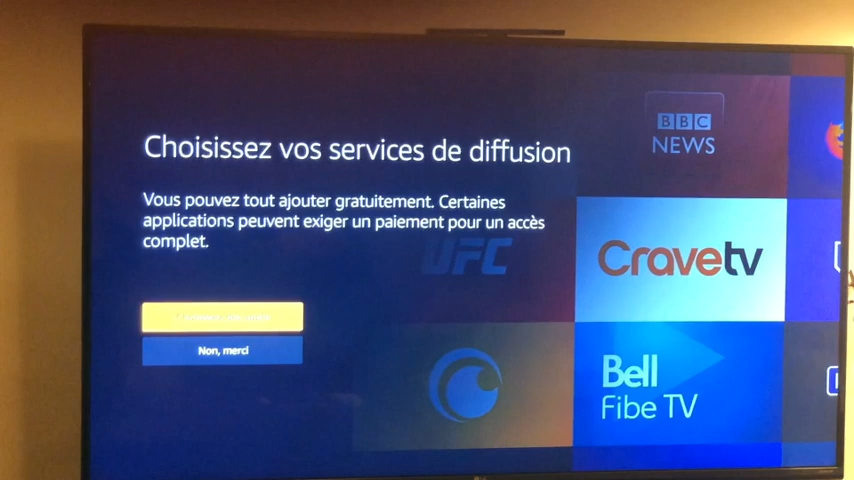 Choisissez vos services de diffusion
Vous pouvez tout ajouter gratuitement. Certaines
applications peuvent exiger un paiement pour un accès
complet.
Non, merci
BBC
NEWS
UFC
Cravetv
Bell
Fibe TV
LG